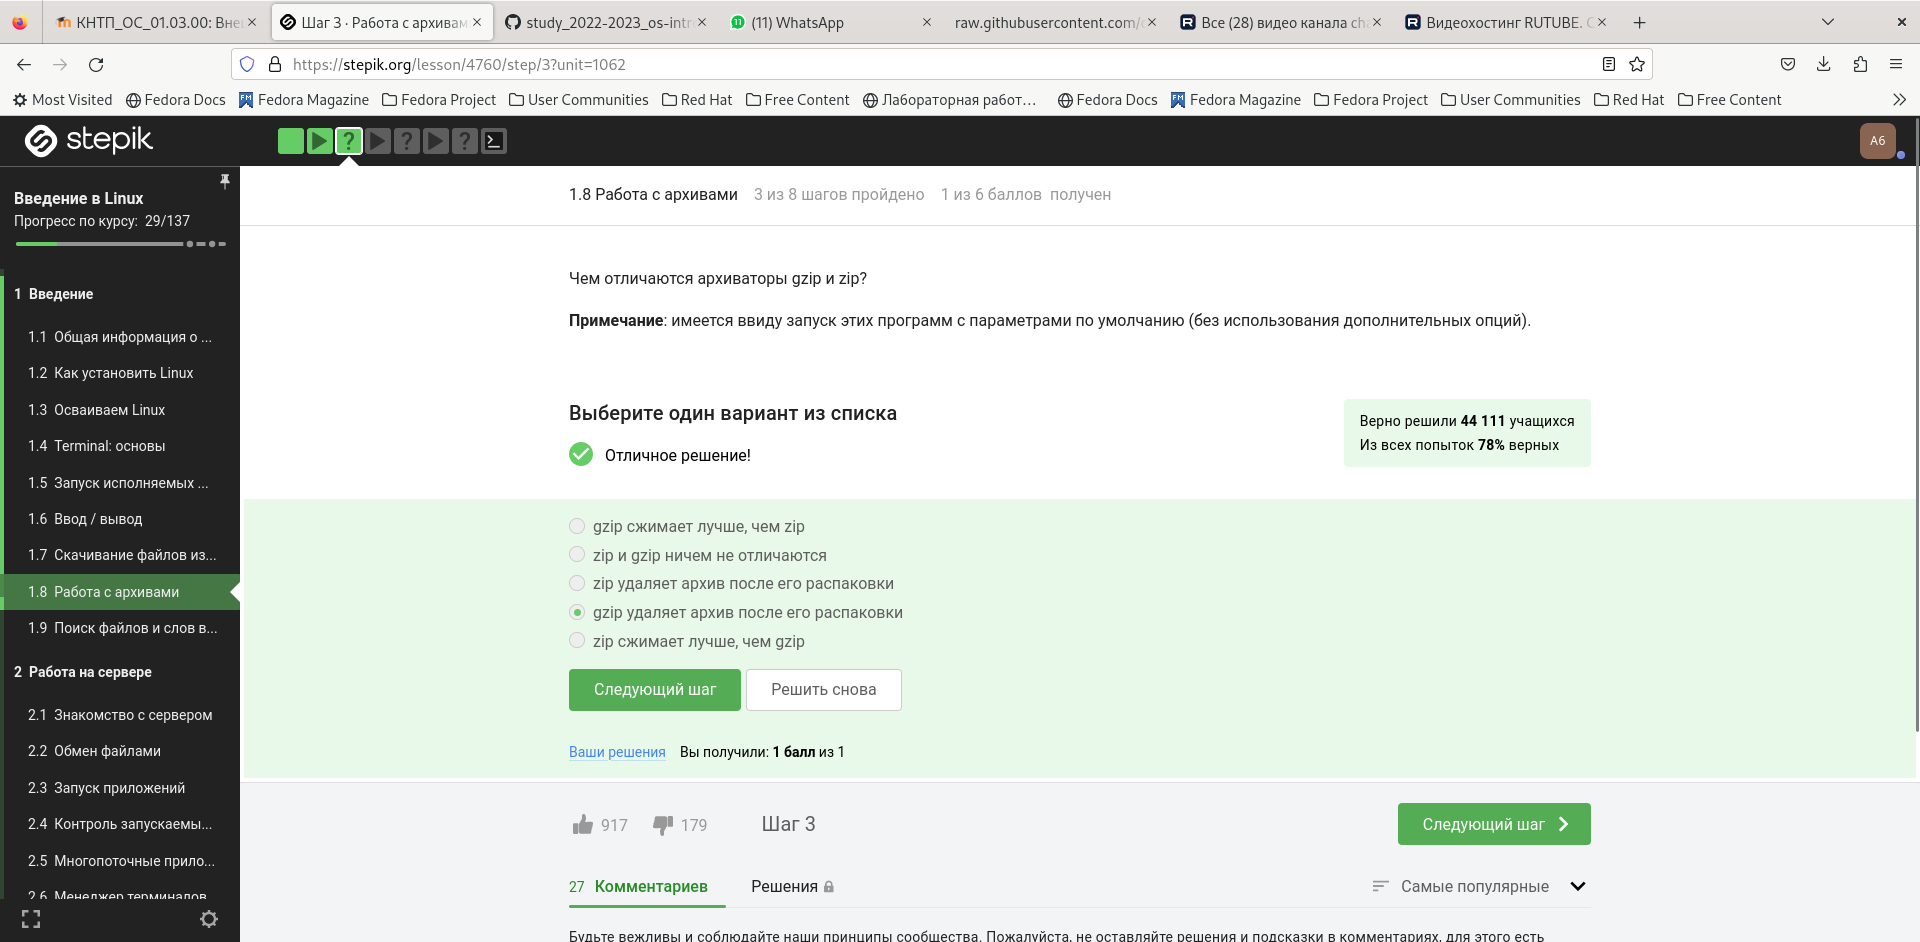 КНТП_ОС_01.03.00: Вне
Шаг 3 · Работа с архивам
study_2022-2023_os-intr
(11) WhatsApp
raw.githubusercontent.com/
Все (28) видео канала
Видеохостинг RUTUBE.
https://stepik.org/lesson/4760/step/3?unit=1062
Most Visited
Fedora Docs
Fedora Magazine
Fedora Project
User Communities
Red Hat
Free Content
Лабораторная работ…
Fedora Docs
Fedora Magazine
Fedora Project
User Communities
Red Hat
Free Content
stepik
A6
Введение в Linux
Прогресс по курсу: 29/137
1 Введение
1.1 Общая информация о ...
1.2 Как установить Linux
1.3 Осваиваем Linux
1.4 Terminal: основы
1.5 Запуск исполняемых ...
1.6 Ввод / вывод
1.7 Скачивание файлов из...
1.8 Работа с архивами
1.9 Поиск файлов и слов в...
2 Работа на сервере
2.1 Знакомство с сервером
2.2 Обмен файлами
2.3 Запуск приложений
2.4 Контроль запускаемы...
2.5 Многопоточные прило...
2.6 Менеджер терминалов
1.8 Работа с архивами 3 из 8 шагов пройдено 1 из 6 баллов получен
Чем отличаются архиваторы gzip и zip?
Примечание: имеется ввиду запуск этих программ с параметрами по умолчанию (без использования дополнительных опций).
Выберите один вариант из списка
Отличное решение!
Верно решили 44 111 учащихся
Из всех попыток 78% верных
gzip сжимает лучше, чем zip
zip и gzip ничем не отличаются
zip удаляет архив после его распаковки
gzip удаляет архив после его распаковки
zip сжимает лучше, чем gzip
Следующий шаг
Решить снова
Ваши решения
Вы получили: 1 балл из 1
917
179
Шаг 3
Следующий шаг
27 Комментариев
Решения
Самые популярные
Будьте вежливы и соблюдайте наши принципы сообщества. Пожалуйста, не оставляйте решения и подсказки в комментариях, для этого есть